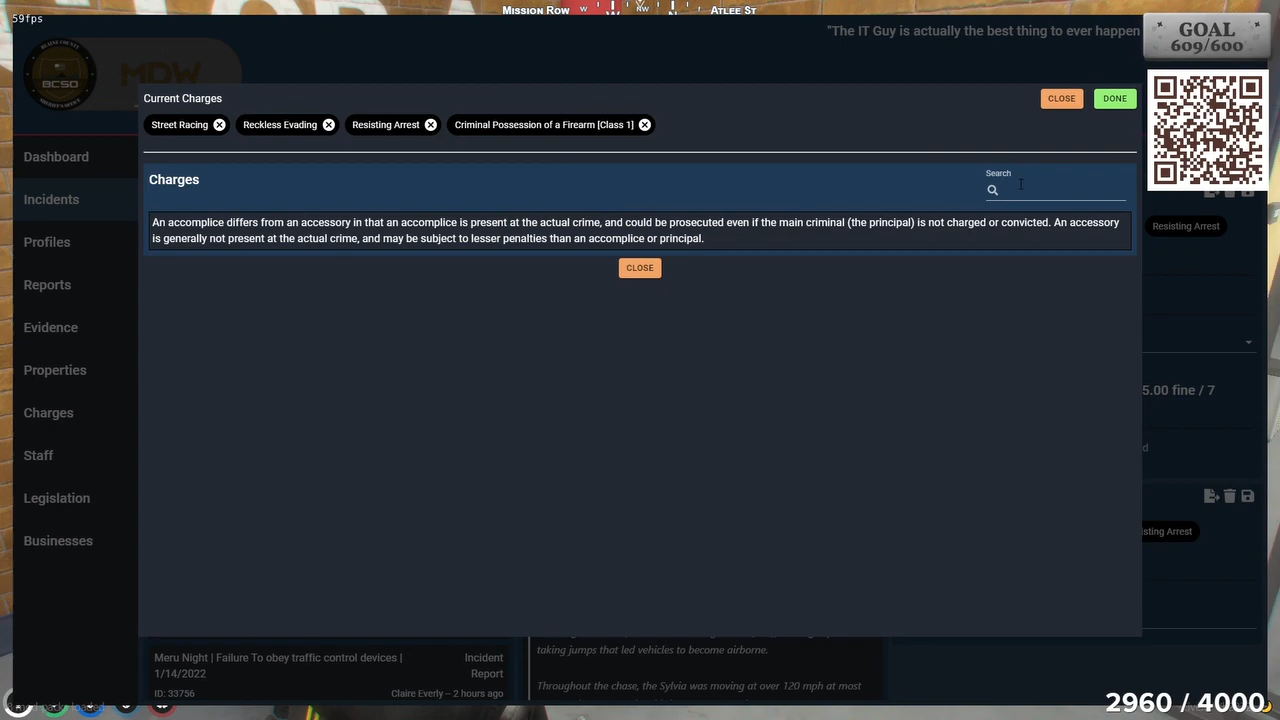 59fps
Mission Row
W
NW
N
Atlee St
"The IT Guy is actually the best thing to ever happen
GOAL
609/600
BCSO
MDW
Current Charges
CLOSE
DONE
Street Racing
Reckless Evading
Resisting Arrest
Criminal Possession of a Firearm [Class 1]
Charges
Search
An accomplice differs from an accessory in that an accomplice is present at the actual crime, and could be prosecuted even if the main criminal (the principal) is not charged or convicted. An accessory
is generally not present at the actual crime, and may be subject to lesser penalties than an accomplice or principal.
CLOSE
Dashboard
Incidents
Profiles
Reports
Evidence
Properties
Charges
Staff
Legislation
Businesses
Resisting Arrest
5.00 fine / 7
d
isting Arrest
Meru Night | Failure To obey traffic control devices |
1/14/2022
Incident
Report
ID: 33756
Claire Everly – 2 hours ago
taking jumps that led vehicles to become airborne.
Throughout the chase, the Sylvia was moving at over 120 mph at most
2960 / 4000